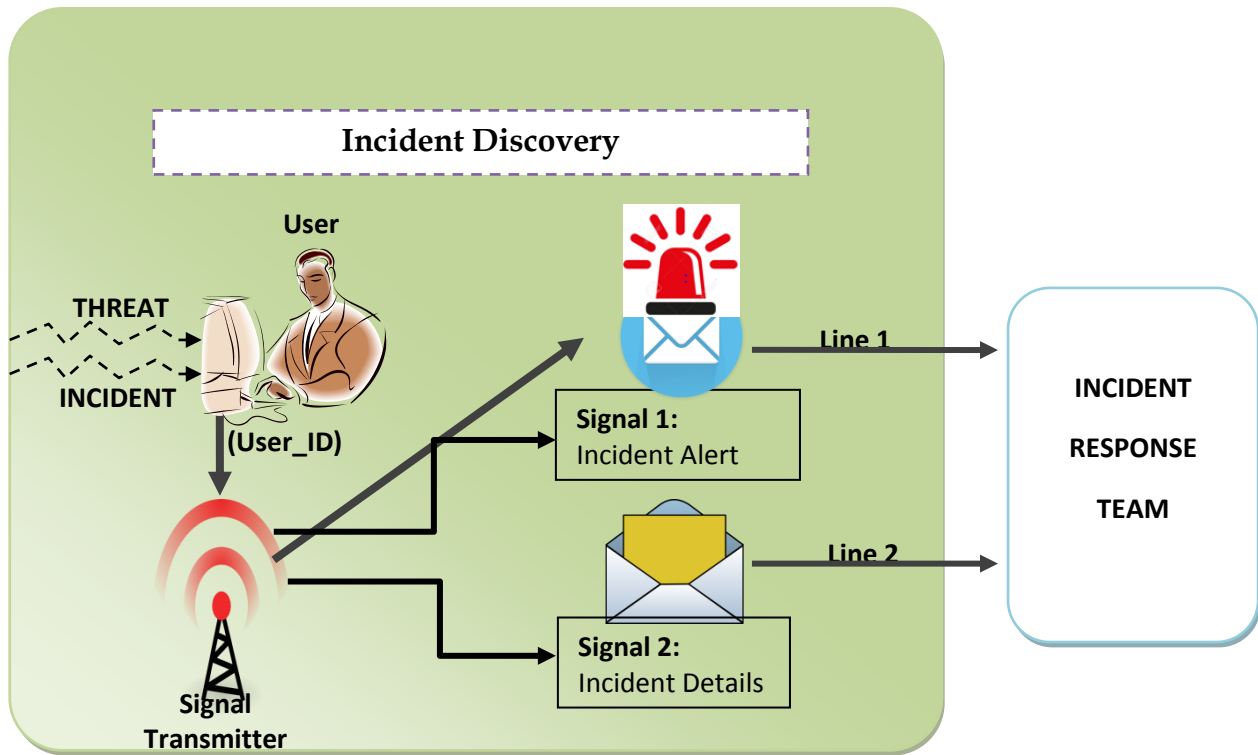 Incident Discovery
User
THREAT
INCIDENT
(User_ID)
Signal
Transmitter
Signal 1:
Incident Alert
Signal 2:
Incident Details
Line 1
Line 2
INCIDENT
RESPONSE
TEAM